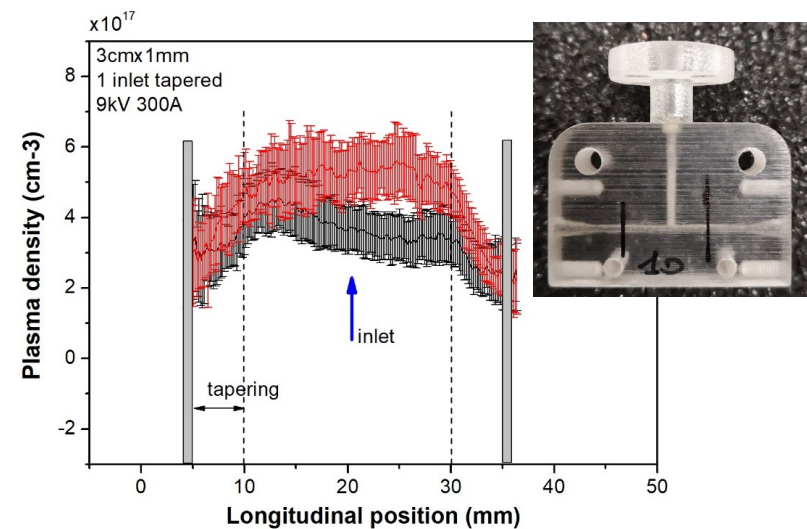 x10^17
3cmx1mm
1 inlet tapered
9kV 300A
8
6
4
2
0
-2
Plasma density (cm-3)
inlet
tapering
0
10
20
30
40
50
Longitudinal position (mm)
10